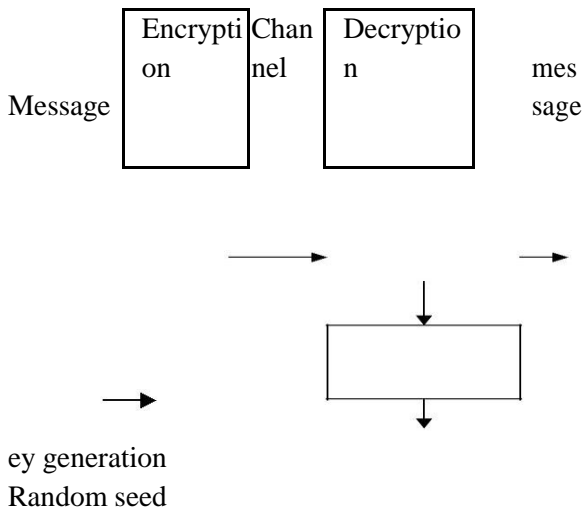 Encrypti
on
Chan
nel
Decryptio
n
Message
mes
sage
ey generation
Random seed